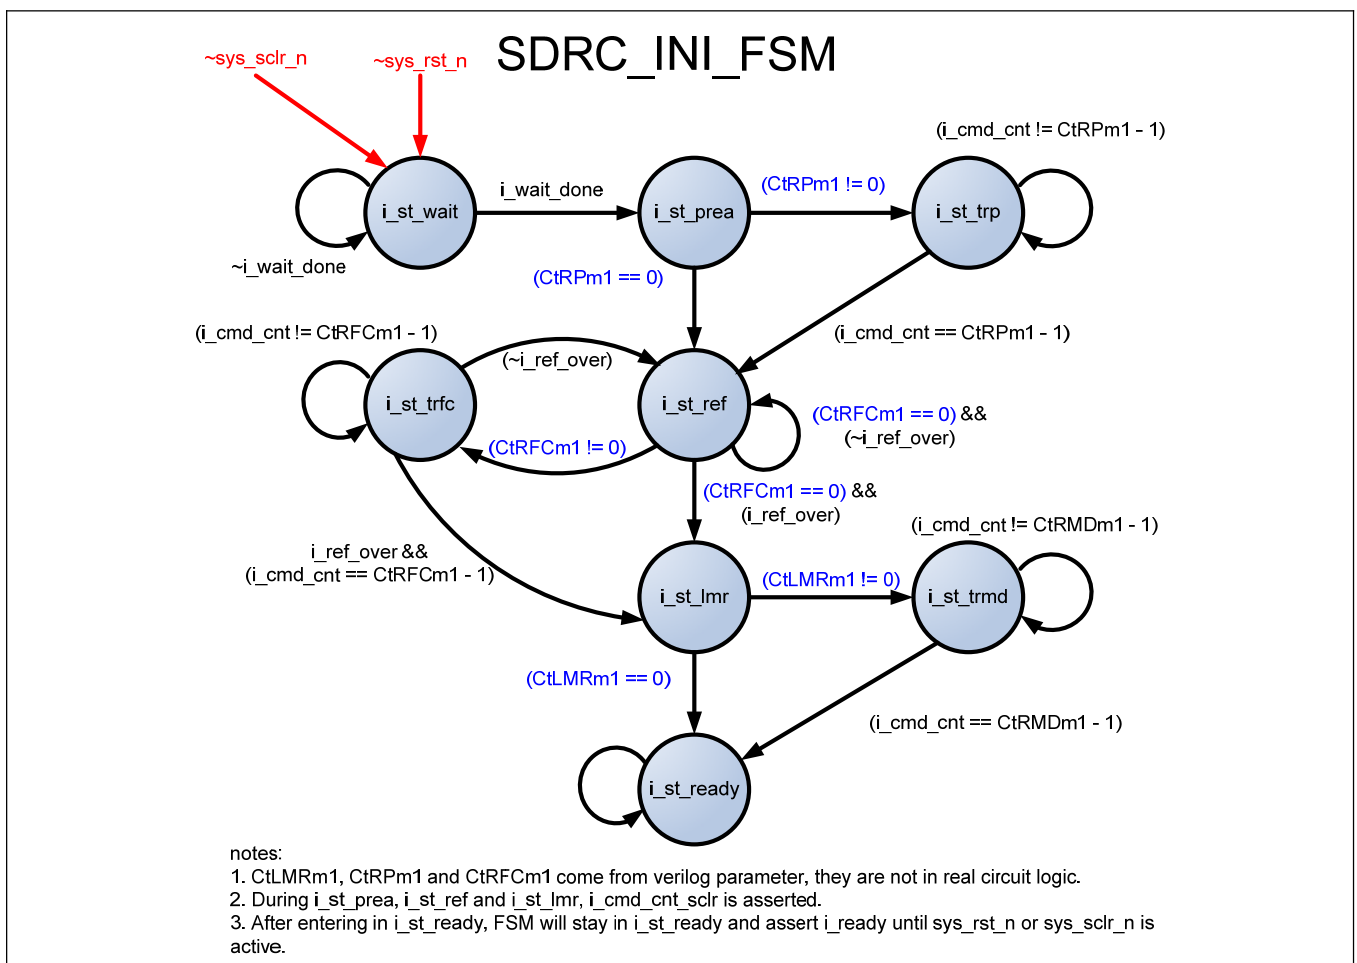 SDRC_INI_FSM
~sys_sclr_n
~sys_rst_n
(i_cmd_cnt != CtRPm1 - 1)
i_st_wait
i_wait_done
i_st_prea
(CtRPm1 != 0)
i_st_trp
~i_wait_done
(CtRPm1 == 0)
(i_cmd_cnt != CtRFCm1 - 1)
(i_cmd_cnt == CtRPm1 - 1)
(~i_ref_over)
i_st_trfc
i_st_ref
(CtRFCm1 == 0) &&
(~i_ref_over)
(CtRFCm1 != 0)
(CtRFCm1 == 0) &&
(i_ref_over)
(i_cmd_cnt != CtRMDm1 - 1)
i_ref_over &&
(i_cmd_cnt == CtRFCm1 - 1)
i_st_lmr
(CtLMRm1 != 0)
i_st_trmd
(CtLMRm1 == 0)
(i_cmd_cnt == CtRMDm1 - 1)
i_st_ready
notes:
1. CtLMRm1, CtRPm1 and CtRFCm1 come from verilog parameter, they are not in real circuit logic.
2. During i_st_prea, i_st_ref and i_st_lmr, i_cmd_cnt_sclr is asserted.
3. After entering in i_st_ready, FSM will stay in i_st_ready and assert i_ready until sys_rst_n or sys_sclr_n is
active.